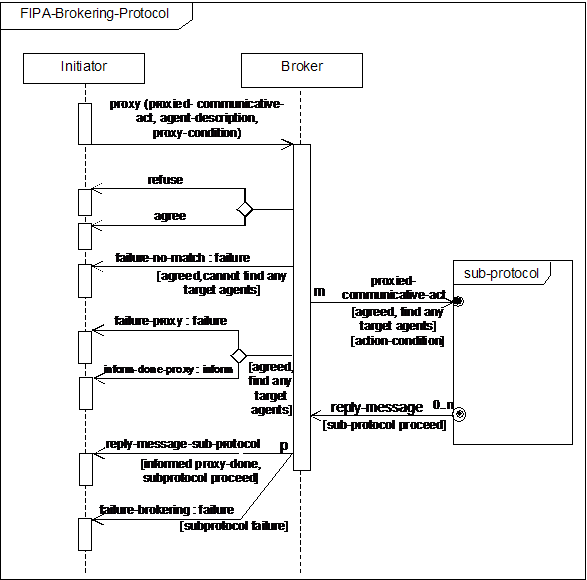 FIPA-Brokering-Protocol
Initiator
Broker
proxy (proxied- communicative-
act, agent-description,
proxy-condition)
refuse
agree
failure-no-match : failure
[agreed,cannot find any
target agents]
sub-protocol
m
proxied-
communicative-act
[agreed, find any
target agents]
[action-condition]
failure-proxy : failure
inform-done-proxy : inform
[agreed,
find any
target
agents]
reply-message
0..n
[sub-protocol proceed]
reply-message-sub-protocol
p
[informed proxy-done,
subprotocol proceed]
failure-brokering : failure
[subprotocol failure]